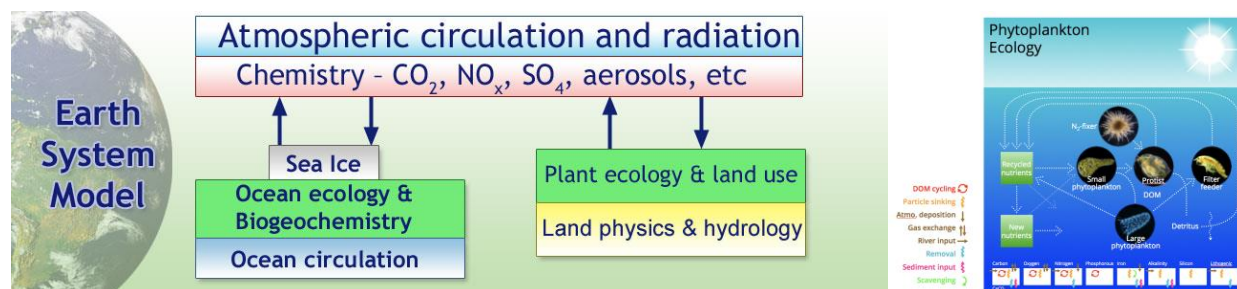 Earth
System
Model
Atmospheric circulation and radiation
Chemistry – CO₂, NOₓ, SO₄, aerosols, etc
Sea Ice
Ocean ecology &
Biogeochemistry
Ocean circulation
Plant ecology & land use
Land physics & hydrology
DOM cycling
Particle sinking
Atmo. deposition
Gas exchange
River input
Removal
Sediment input
Scavenging
Phytoplankton
Ecology
N₂-fixer
Recycled
nutrients
Small
phytoplankton
Protist
Filter
feeder
DOM
New
nutrients
Large
phytoplankton
Detritus
Carbon
Oxygen
Nitrogen
Phosphorous
Iron
Alkalinity
Silicon
Lithogenic